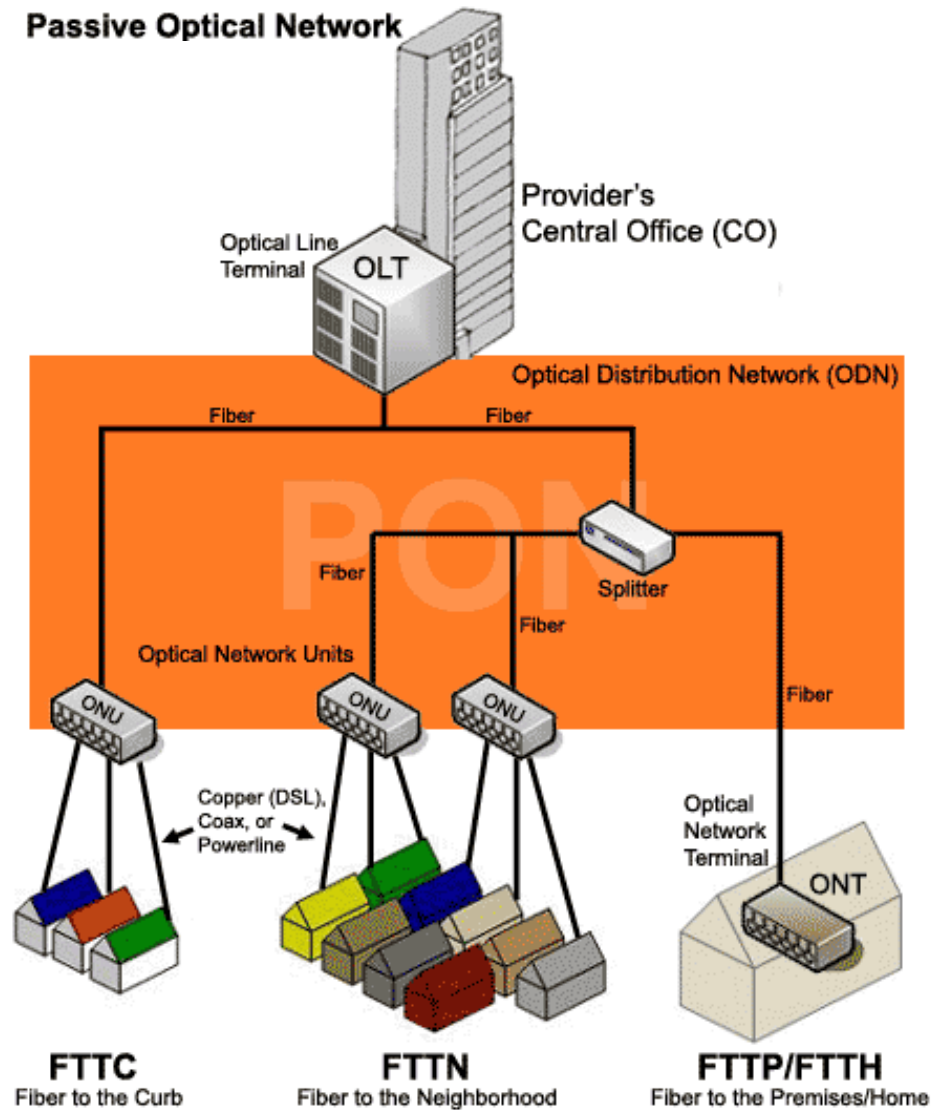 Passive Optical Network
Provider's
Central Office (CO)
Optical Line
Terminal
OLT
Optical Distribution Network (ODN)
Fiber
Fiber
PON
Splitter
Fiber
Fiber
Optical Network Units
Fiber
ONU
ONU
ONU
Copper (DSL),
Coax, or
Powerline
Optical
Network
Terminal
ONT
FTTC
Fiber to the Curb
FTTN
Fiber to the Neighborhood
FTTP/FTTH
Fiber to the Premises/Home